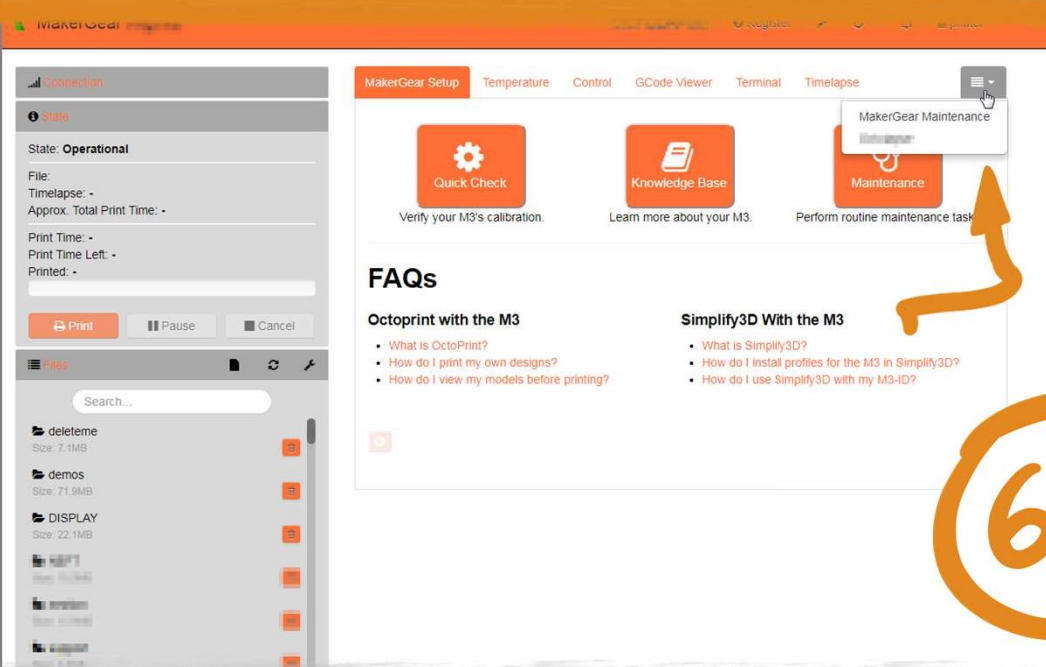 MakerGear
Register
Connection
State
State: Operational
File:
Timelapse: -
Approx. Total Print Time: -
Print Time: -
Print Time Left: -
Printed: -
Print
Pause
Cancel
Files
Search...
deleteme
Size: 7.1MB
demos
Size: 71.9MB
DISPLAY
Size: 22.1MB
MakerGear Setup
Temperature
Control
GCode Viewer
Terminal
Timelapse
MakerGear Maintenance
Quick Check
Verify your M3's calibration.
Knowledge Base
Learn more about your M3.
Maintenance
Perform routine maintenance task
FAQs
Octoprint with the M3
What is OctoPrint?
How do I print my own designs?
How do I view my models before printing?
Simplify3D With the M3
What is Simplify3D?
How do I install profiles for the M3 in Simplify3D?
How do I use Simplify3D with my M3-ID?
6